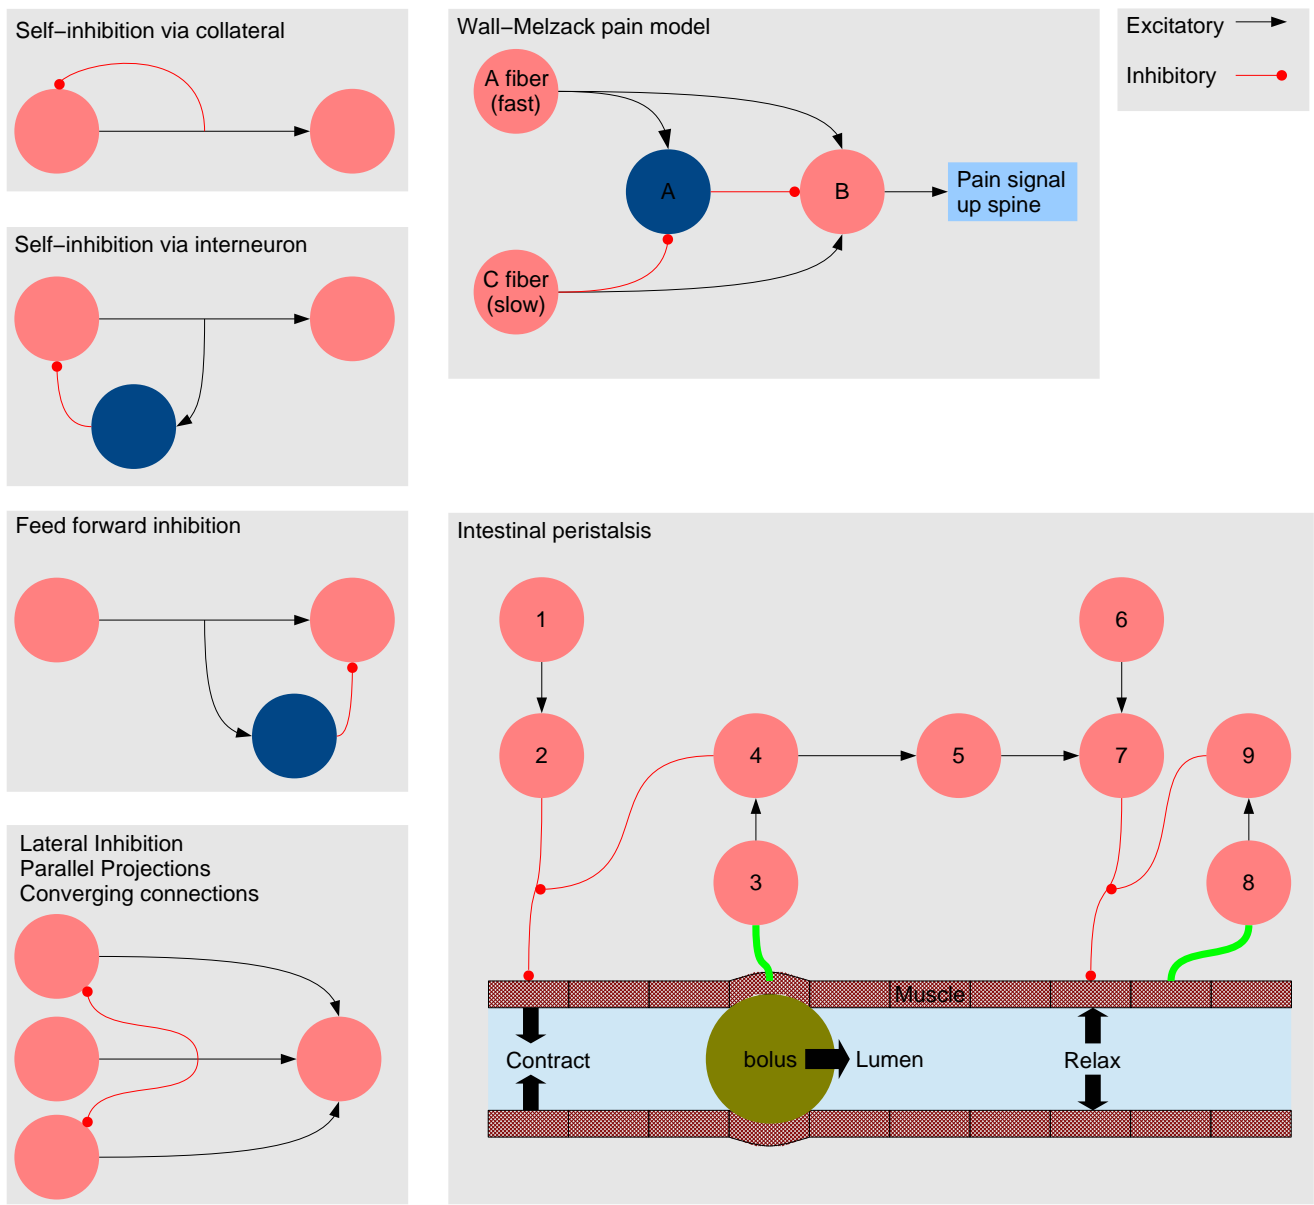 Self−inhibition via collateral
Wall−Melzack pain model
A fiber
(fast)
A
B
Pain signal
up spine
C fiber
(slow)
Excitatory
Inhibitory
Self−inhibition via interneuron
Feed forward inhibition
Lateral Inhibition
Parallel Projections
Converging connections
Intestinal peristalsis
1
6
2
4
5
7
9
3
8
Muscle
Contract
bolus
Lumen
Relax